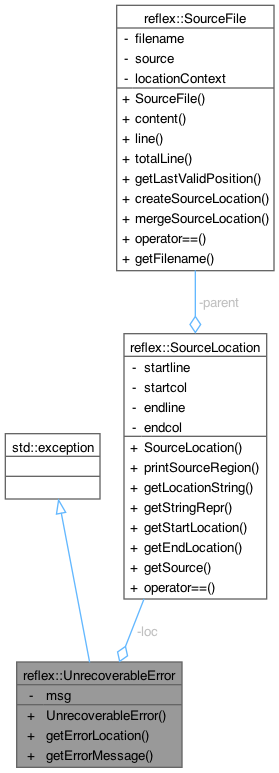 reflex::SourceFile
- filename
- source
- locationContext
+ SourceFile()
+ content()
+ line()
+ totalLine()
+ getLastValidPosition()
+ createSourceLocation()
+ mergeSourceLocation()
+ operator==()
+ getFilename()
-parent
reflex::SourceLocation
- startline
- startcol
- endline
- endcol
+ SourceLocation()
+ printSourceRegion()
+ getLocationString()
+ getStringRepr()
+ getStartLocation()
+ getEndLocation()
+ getSource()
+ operator==()
std::exception
-loc
reflex::UnrecoverableError
- msg
+ UnrecoverableError()
+ getErrorLocation()
+ getErrorMessage()